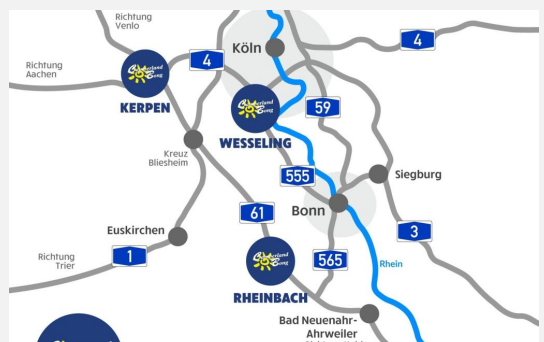 Richtung
Venlo
Köln
4
4
Richtung
Aachen
KERPEN
59
WESSELING
Kreuz
Bliesheim
555
Siegburg
Bonn
61
Euskirchen
3
1
Richtung
Trier
565
Rhein
RHEINBACH
Bad Neuenahr-
Ahrweiler